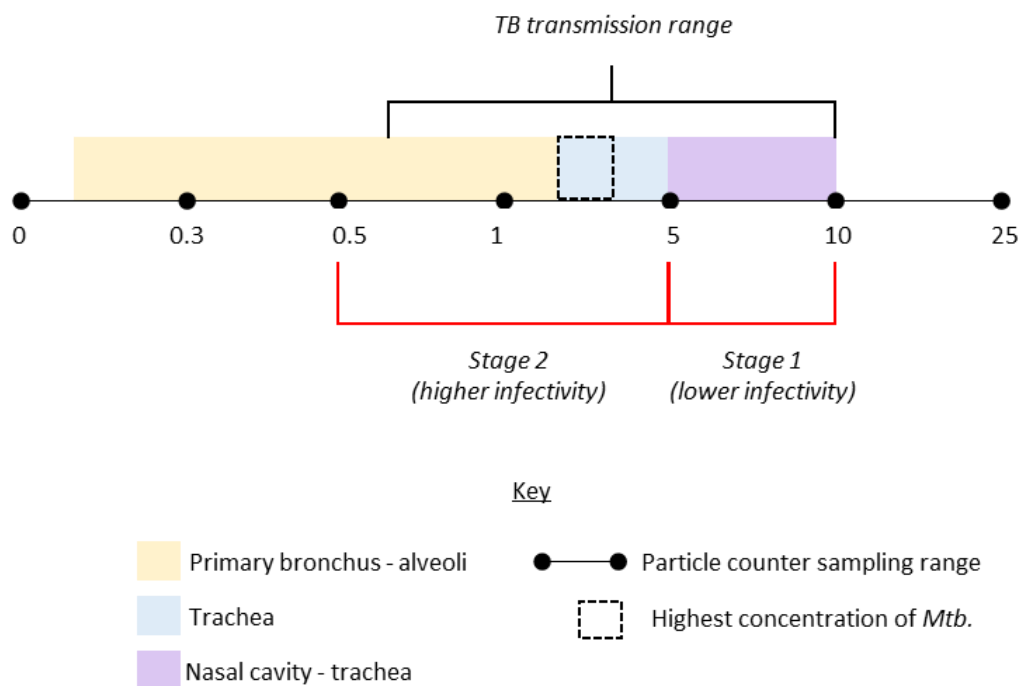 TB transmission range
0 0.3 0.5 1 5 10 25
Stage 2 Stage 1
(higher infectivity) (lower infectivity)
Key
Primary bronchus - alveoli Particle counter sampling range
Trachea Highest concentration of Mtb.
Nasal cavity - trachea